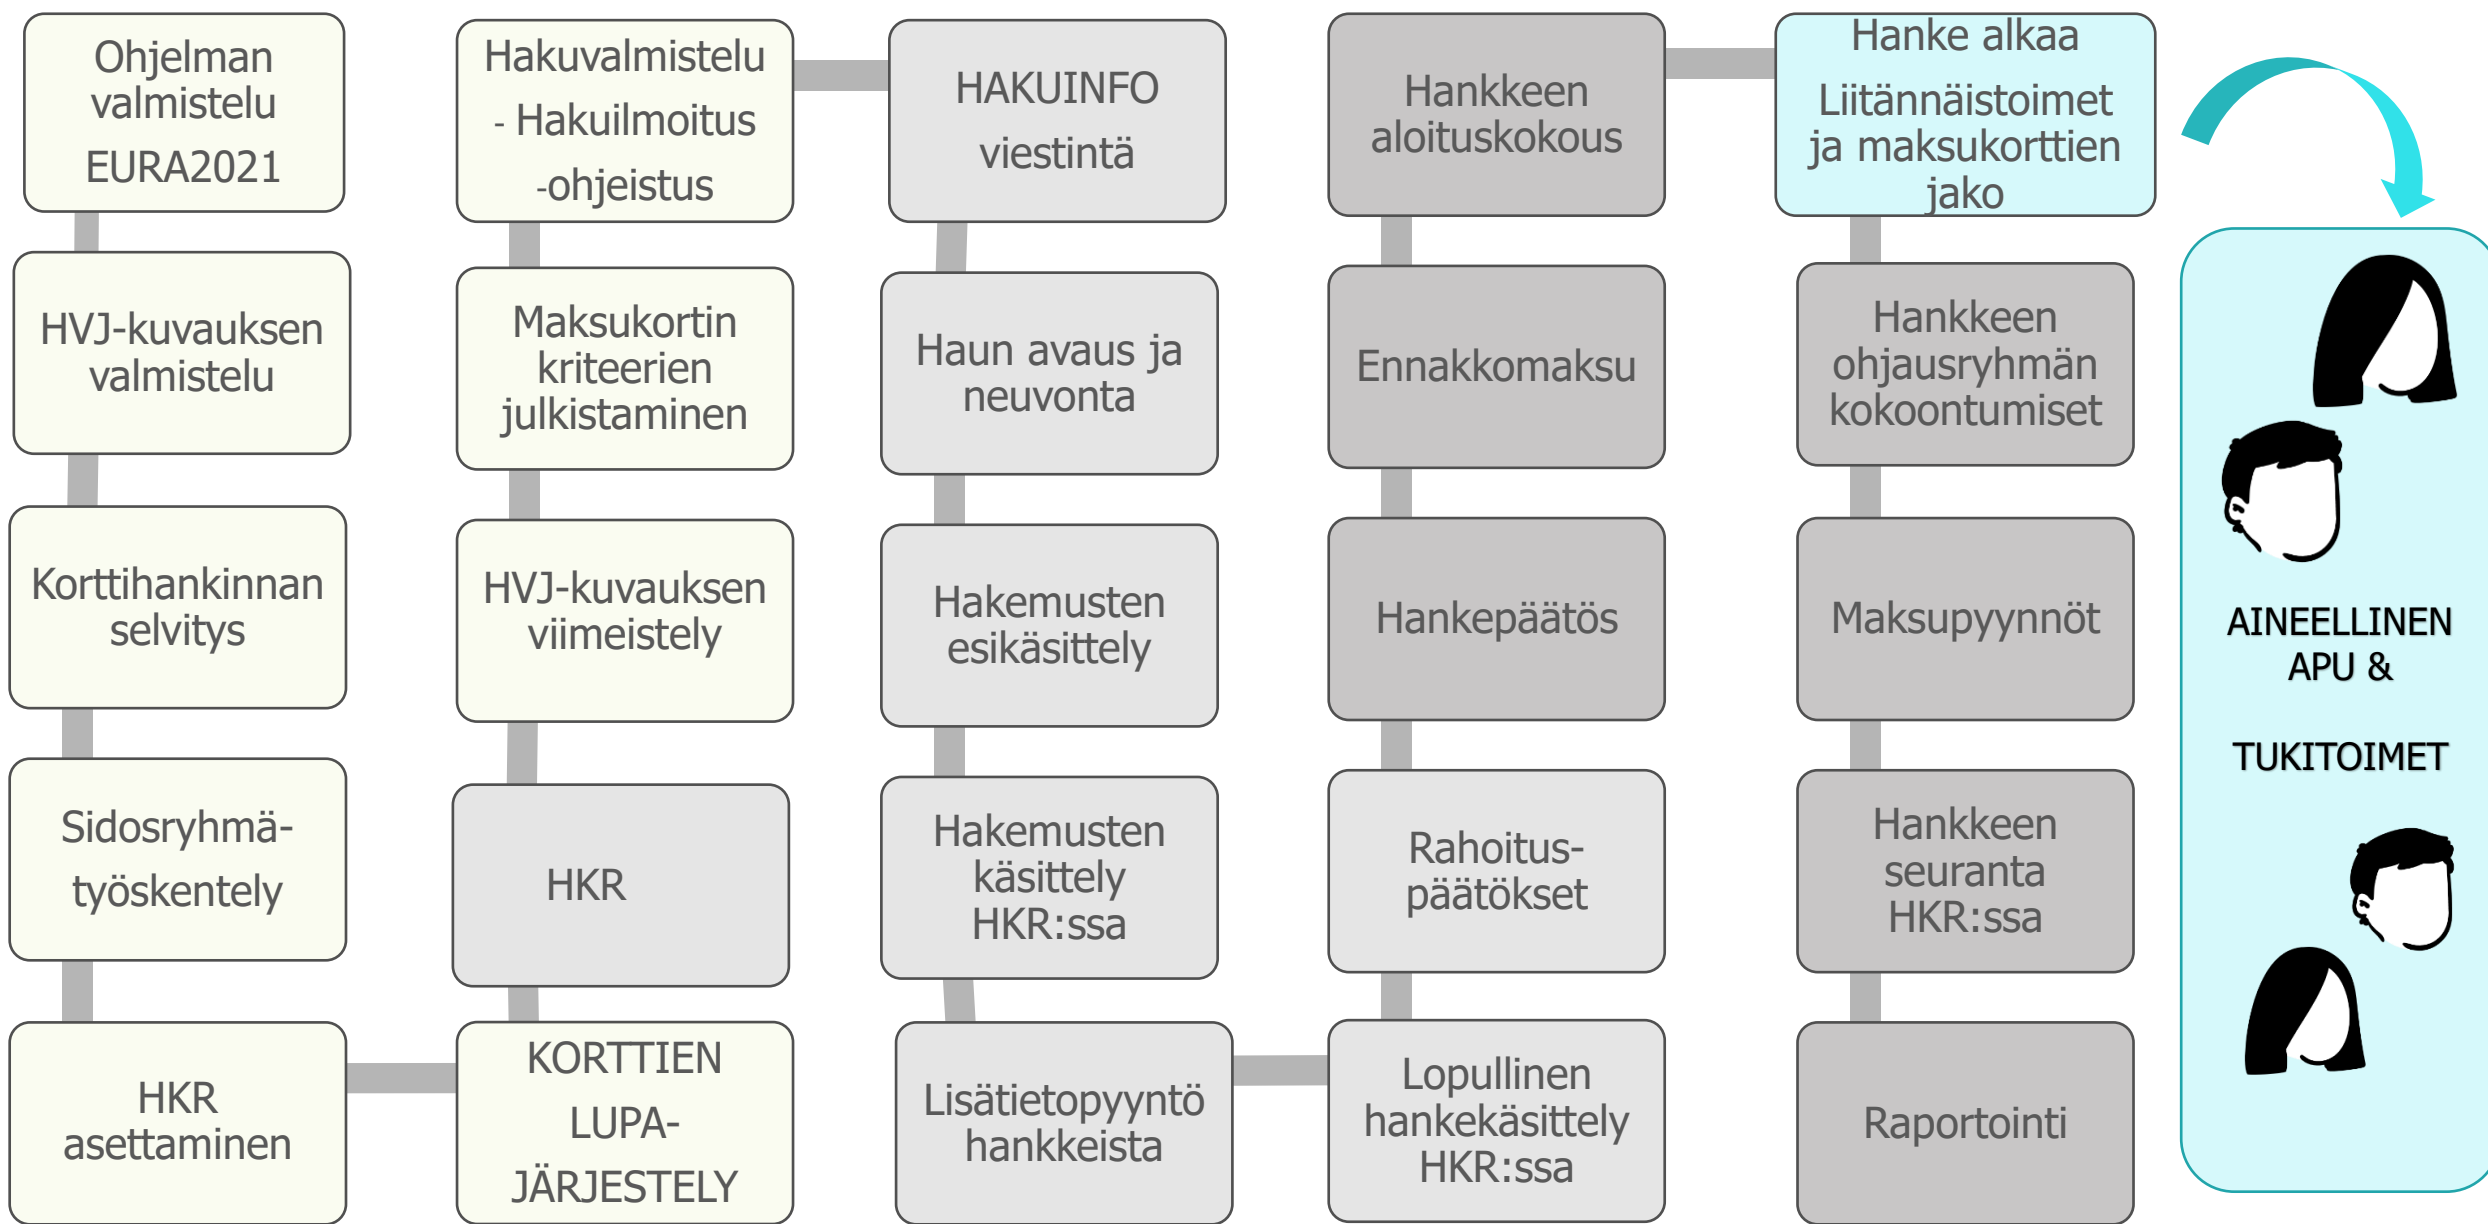 Ohjelman
valmistelu
EURA2021
HVJ-kuvauksen
valmistelu
Korttihankinnan
selvitys
Sidosryhmä-
työskentely
HKR
asettaminen
KORTTIEN
LUPA-
JÄRJESTELY
HKR
HVJ-kuvauksen
viimeistely
Maksukortin
kriteerien
julkistaminen
Hakuvalmistelu
- Hakuilmoitus
-ohjeistus
HAKUINFO
viestintä
Haun avaus ja
neuvonta
Hakemusten
esikäsittely
Hakemusten
käsittely
HKR:ssa
Lisätietopyyntö
hankkeista
Lopullinen
hankekäsittely
HKR:ssa
Rahoitus-
päätökset
Hankepäätös
Ennakkomaksu
Hankkeen
aloituskokous
Hanke alkaa
Liitännäistoimet
ja maksukorttien
jako
Hankkeen
ohjausryhmän
kokoontumiset
Maksupyynnöt
Hankkeen
seuranta
HKR:ssa
Raportointi
AINEELLINEN
APU &
TUKITOIMET